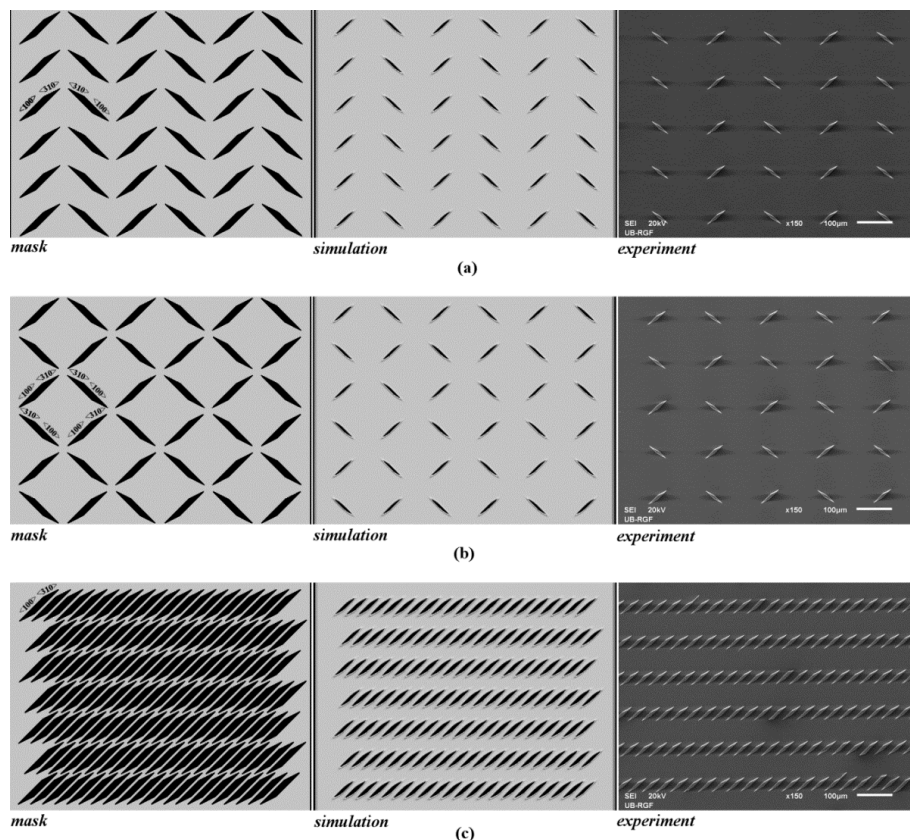 <100> <310> <310> <100>
SEI 20kV x150 100µm
UB-RGF
mask simulation experiment
(a)
<100> <310> <310> <100>
<310> <100> <100> <310>
SEI 20kV x150 100µm
UB-RGF
mask simulation experiment
(b)
<100> <310>
SEI 20kV x150 100µm
UB-RGF
mask simulation experiment
(c)